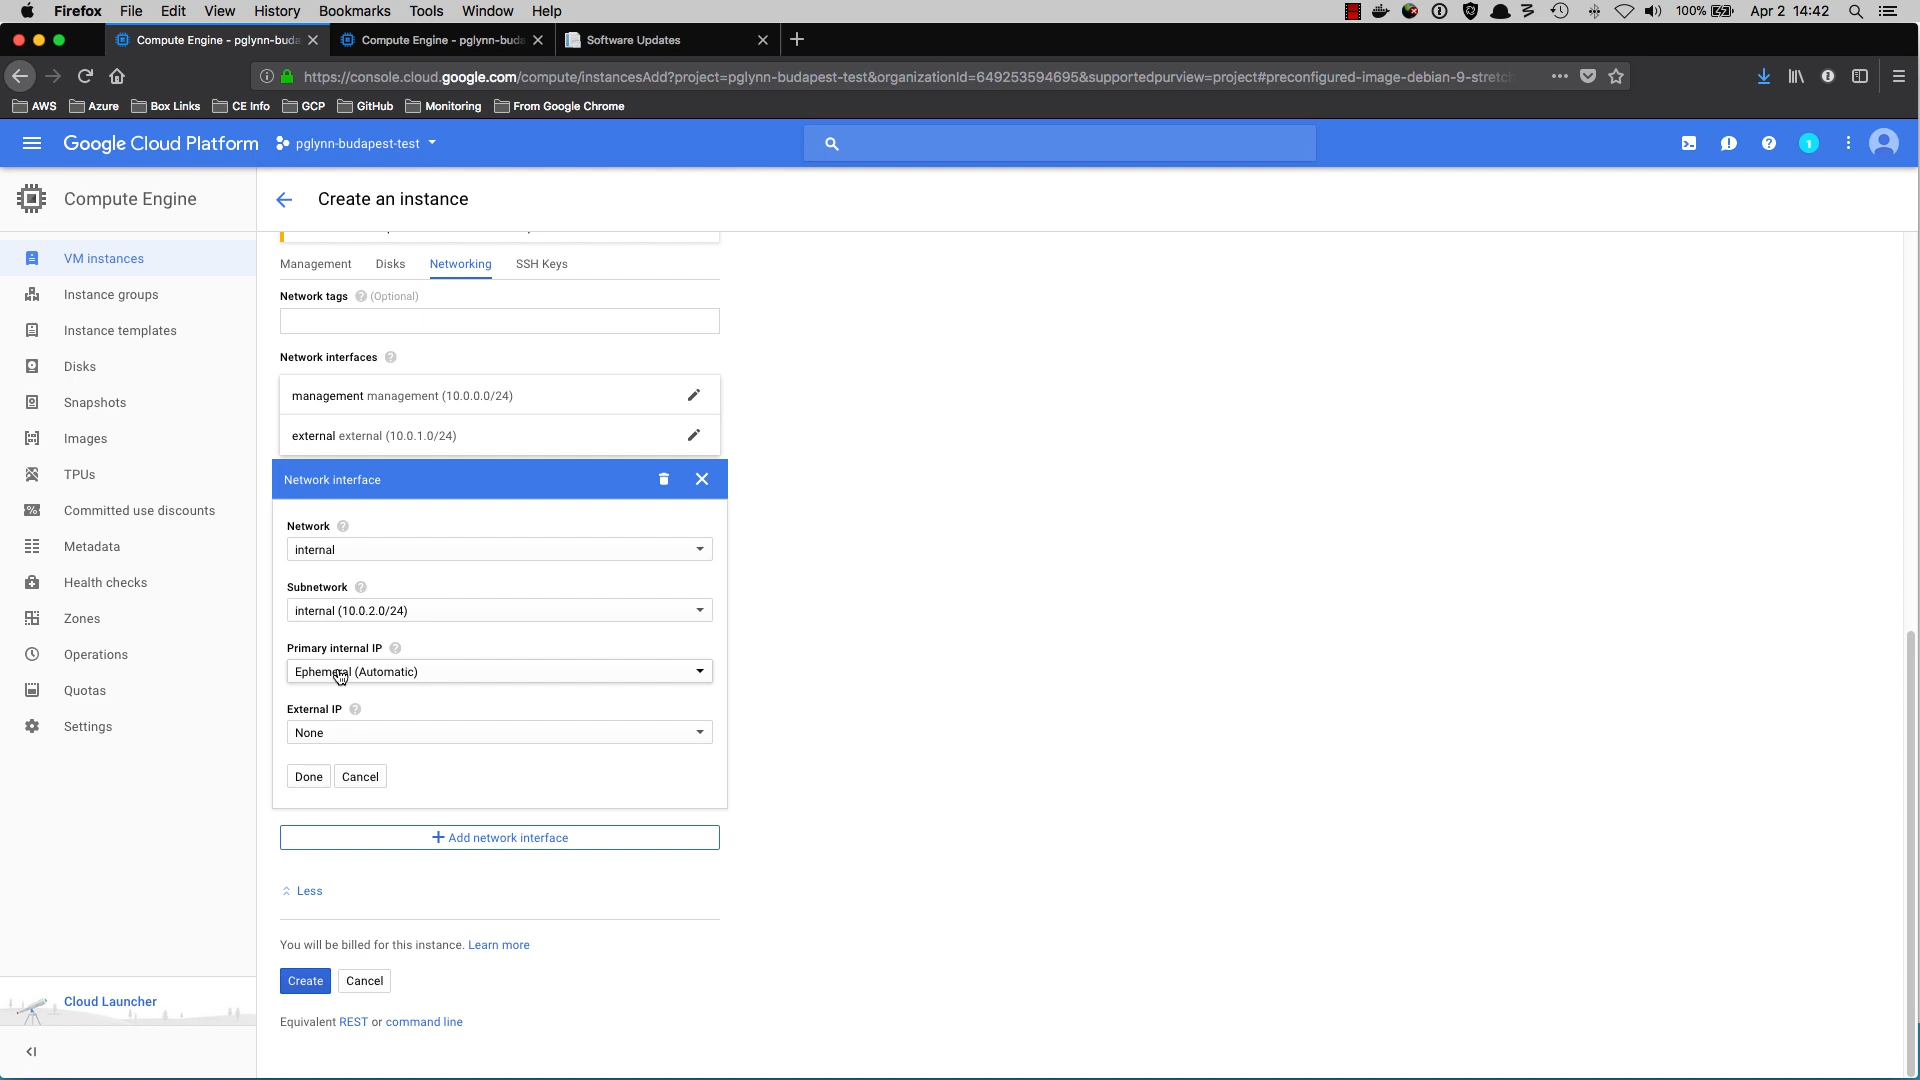 Firefox File Edit View History Bookmarks Tools Window Help 100% Apr 2 14:42
Compute Engine - pglynn-buda Compute Engine - pglynn-buda Software Updates
https://console.cloud.google.com/compute/instancesAdd?project=pglynn-budapest-test&organizationId=649253594695&supportedpurview=project#preconfigured-image-debian-9-stretch
AWS Azure Box Links CE Info GCP GitHub Monitoring From Google Chrome
Google Cloud Platform pglynn-budapest-test 1
Compute Engine
Create an instance
VM instances
Instance groups
Instance templates
Disks
Snapshots
Images
TPUs
Committed use discounts
Metadata
Health checks
Zones
Operations
Quotas
Settings
Cloud Launcher
Management Disks Networking SSH Keys
Network tags ? (Optional)
Network interfaces ?
management management (10.0.0.0/24)
external external (10.0.1.0/24)
Network interface
Network ?
internal
Subnetwork ?
internal (10.0.2.0/24)
Primary internal IP ?
Ephemeral (Automatic)
External IP ?
None
Done Cancel
+ Add network interface
Less
You will be billed for this instance. Learn more
Create Cancel
Equivalent REST or command line